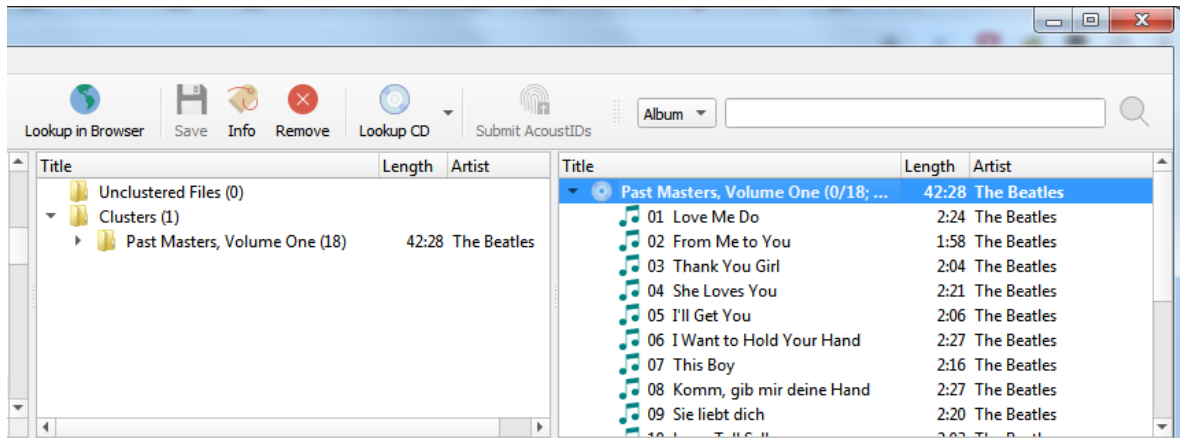 Lookup in Browser Save Info Remove Lookup CD Submit AcoustIDs Album
Title Length Artist
Unclustered Files (0)
Clusters (1)
Past Masters, Volume One (18) 42:28 The Beatles
Title Length Artist
Past Masters, Volume One (0/18; ... 42:28 The Beatles
01 Love Me Do 2:24 The Beatles
02 From Me to You 1:58 The Beatles
03 Thank You Girl 2:04 The Beatles
04 She Loves You 2:21 The Beatles
05 I'll Get You 2:06 The Beatles
06 I Want to Hold Your Hand 2:27 The Beatles
07 This Boy 2:16 The Beatles
08 Komm, gib mir deine Hand 2:27 The Beatles
09 Sie liebt dich 2:20 The Beatles